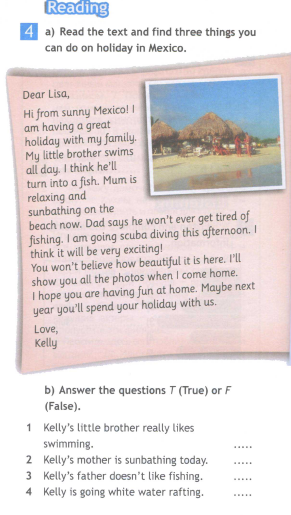 Reading
4 a) Read the text and find three things you
can do on holiday in Mexico.
Dear Lisa,
Hi from sunny Mexico! I
am having a great
holiday with my family.
My little brother swims
all day. I think he'll
turn into a fish. Mum is
relaxing and
sunbathing on the
beach now. Dad says he won't ever get tired of
fishing. I am going scuba diving this afternoon. I
think it will be very exciting!
You won't believe how beautiful it is here. I'll
show you all the photos when I come home.
I hope you are having fun at home. Maybe next
year you'll spend your holiday with us.
Love,
Kelly
b) Answer the questions T (True) or F
(False).
1 Kelly's little brother really likes
swimming. .....
2 Kelly's mother is sunbathing today. .....
3 Kelly's father doesn't like fishing. .....
4 Kelly is going white water rafting. .....